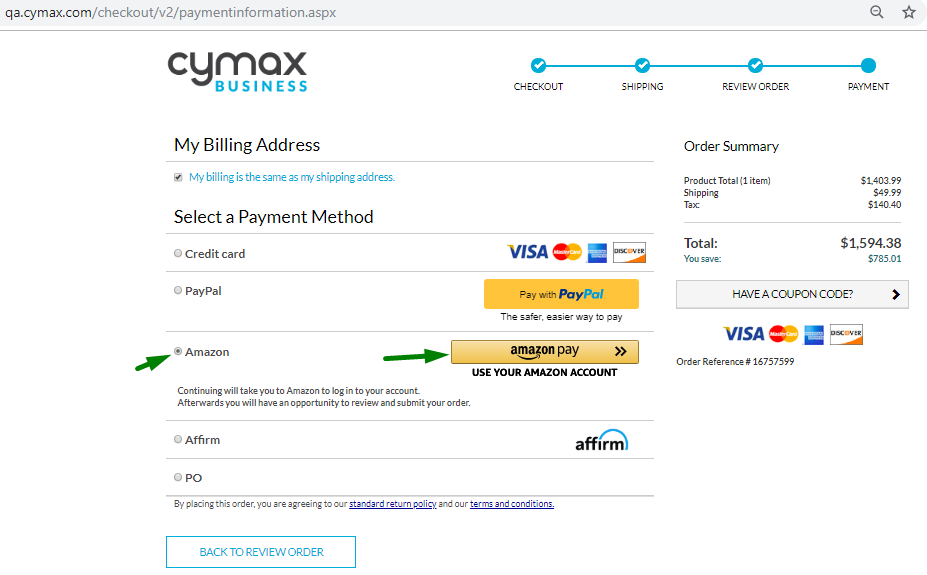 qa.cymax.com/checkout/v2/paymentinformation.aspx
cymax
BUSINESS
CHECKOUT
SHIPPING
REVIEW ORDER
PAYMENT
My Billing Address
My billing is the same as my shipping address.
Select a Payment Method
Credit card
VISA MasterCard AMERICAN EXPRESS DISCOVER
PayPal
Pay with PayPal
The safer, easier way to pay
Amazon
amazon pay
USE YOUR AMAZON ACCOUNT
Continuing will take you to Amazon to log in to your account.
Afterwards you will have an opportunity to review and submit your order.
Affirm
affirm
PO
By placing this order, you are agreeing to our standard return policy and our terms and conditions.
BACK TO REVIEW ORDER
Order Summary
Product Total (1 item) $1,403.99
Shipping $49.99
Tax: $140.40
Total: $1,594.38
You save: $785.01
HAVE A COUPON CODE?
VISA MasterCard AMERICAN EXPRESS DISCOVER
Order Reference # 16757599